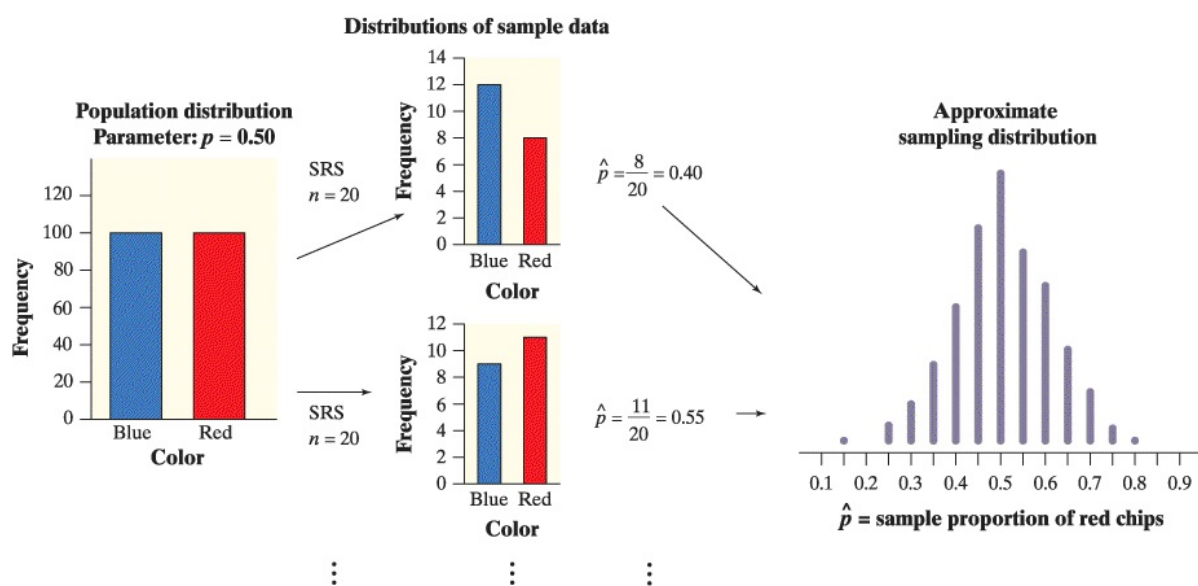 Distributions of sample data
Population distribution
Parameter: p = 0.50
Frequency
120
100
80
60
40
20
0
Blue Red
Color
SRS
n = 20
SRS
n = 20
Frequency
14
12
10
8
6
4
2
0
Blue Red
Color
Frequency
12
10
8
6
4
2
0
Blue Red
Color
p̂ = 8/20 = 0.40
p̂ = 11/20 = 0.55
Approximate
sampling distribution
0.1 0.2 0.3 0.4 0.5 0.6 0.7 0.8 0.9
p̂ = sample proportion of red chips
⋮ ⋮ ⋮